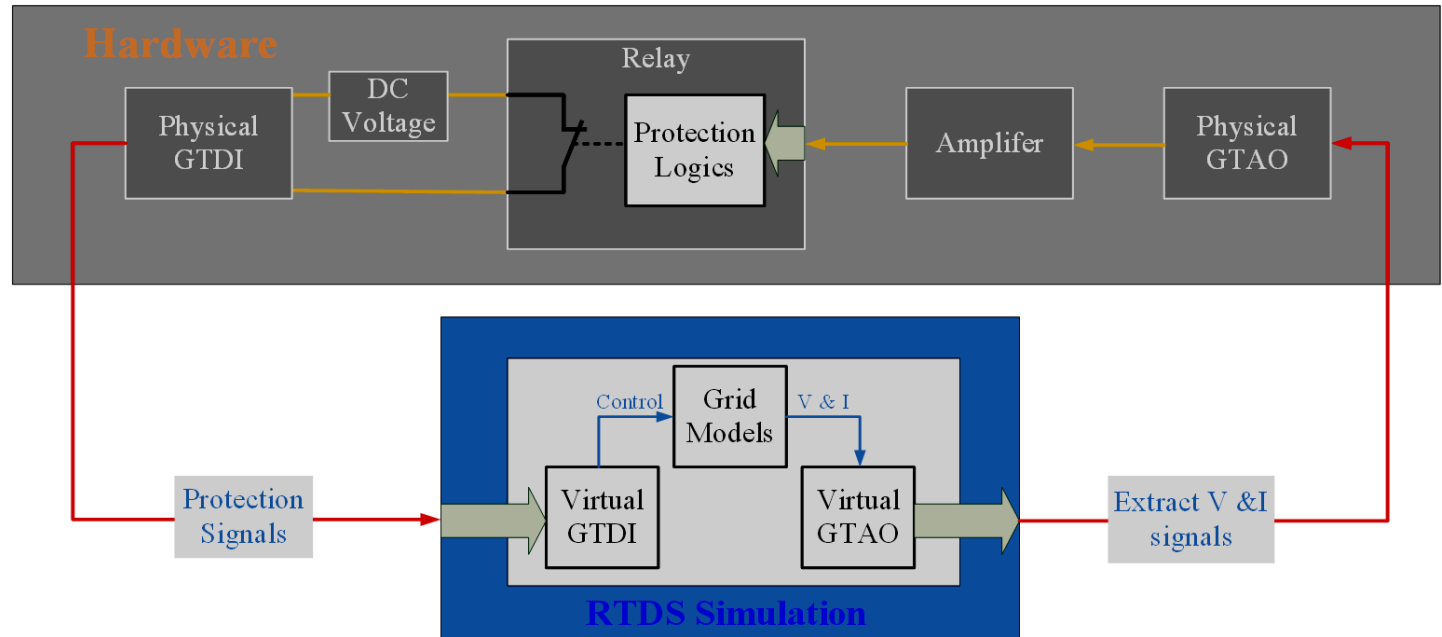 Hardware
Physical
GTDI
DC
Voltage
Relay
Protection
Logics
Amplifer
Physical
GTAO
Control
Grid
Models
V & I
Virtual
GTDI
Virtual
GTAO
Protection
Signals
Extract V &I
signals
RTDS Simulation